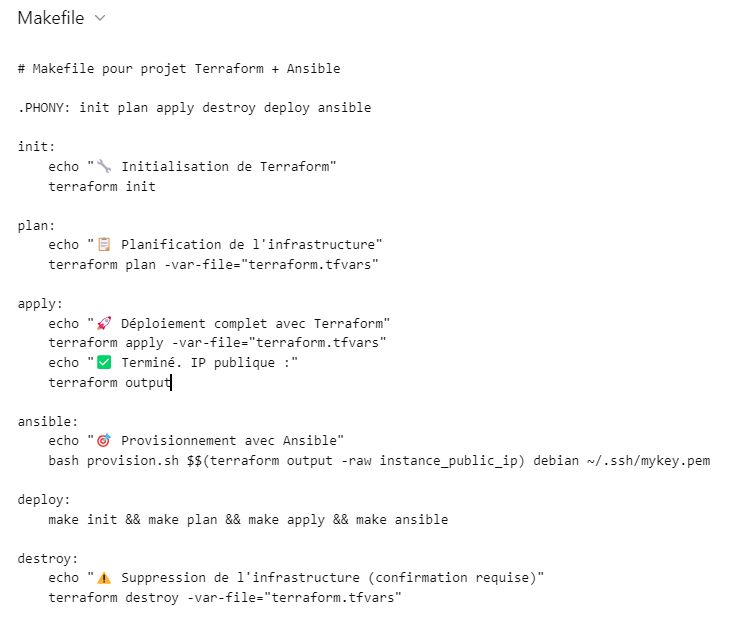 Makefile
# Makefile pour projet Terraform + Ansible
.PHONY: init plan apply destroy deploy ansible
init:
    echo "🔧 Initialisation de Terraform"
    terraform init
plan:
    echo "📋 Planification de l'infrastructure"
    terraform plan -var-file="terraform.tfvars"
apply:
    echo "🚀 Déploiement complet avec Terraform"
    terraform apply -var-file="terraform.tfvars"
    echo "✅ Terminé. IP publique :"
    terraform output
ansible:
    echo "🎯 Provisionnement avec Ansible"
    bash provision.sh $$(terraform output -raw instance_public_ip) debian ~/.ssh/mykey.pem
deploy:
    make init && make plan && make apply && make ansible
destroy:
    echo "⚠️ Suppression de l'infrastructure (confirmation requise)"
    terraform destroy -var-file="terraform.tfvars"